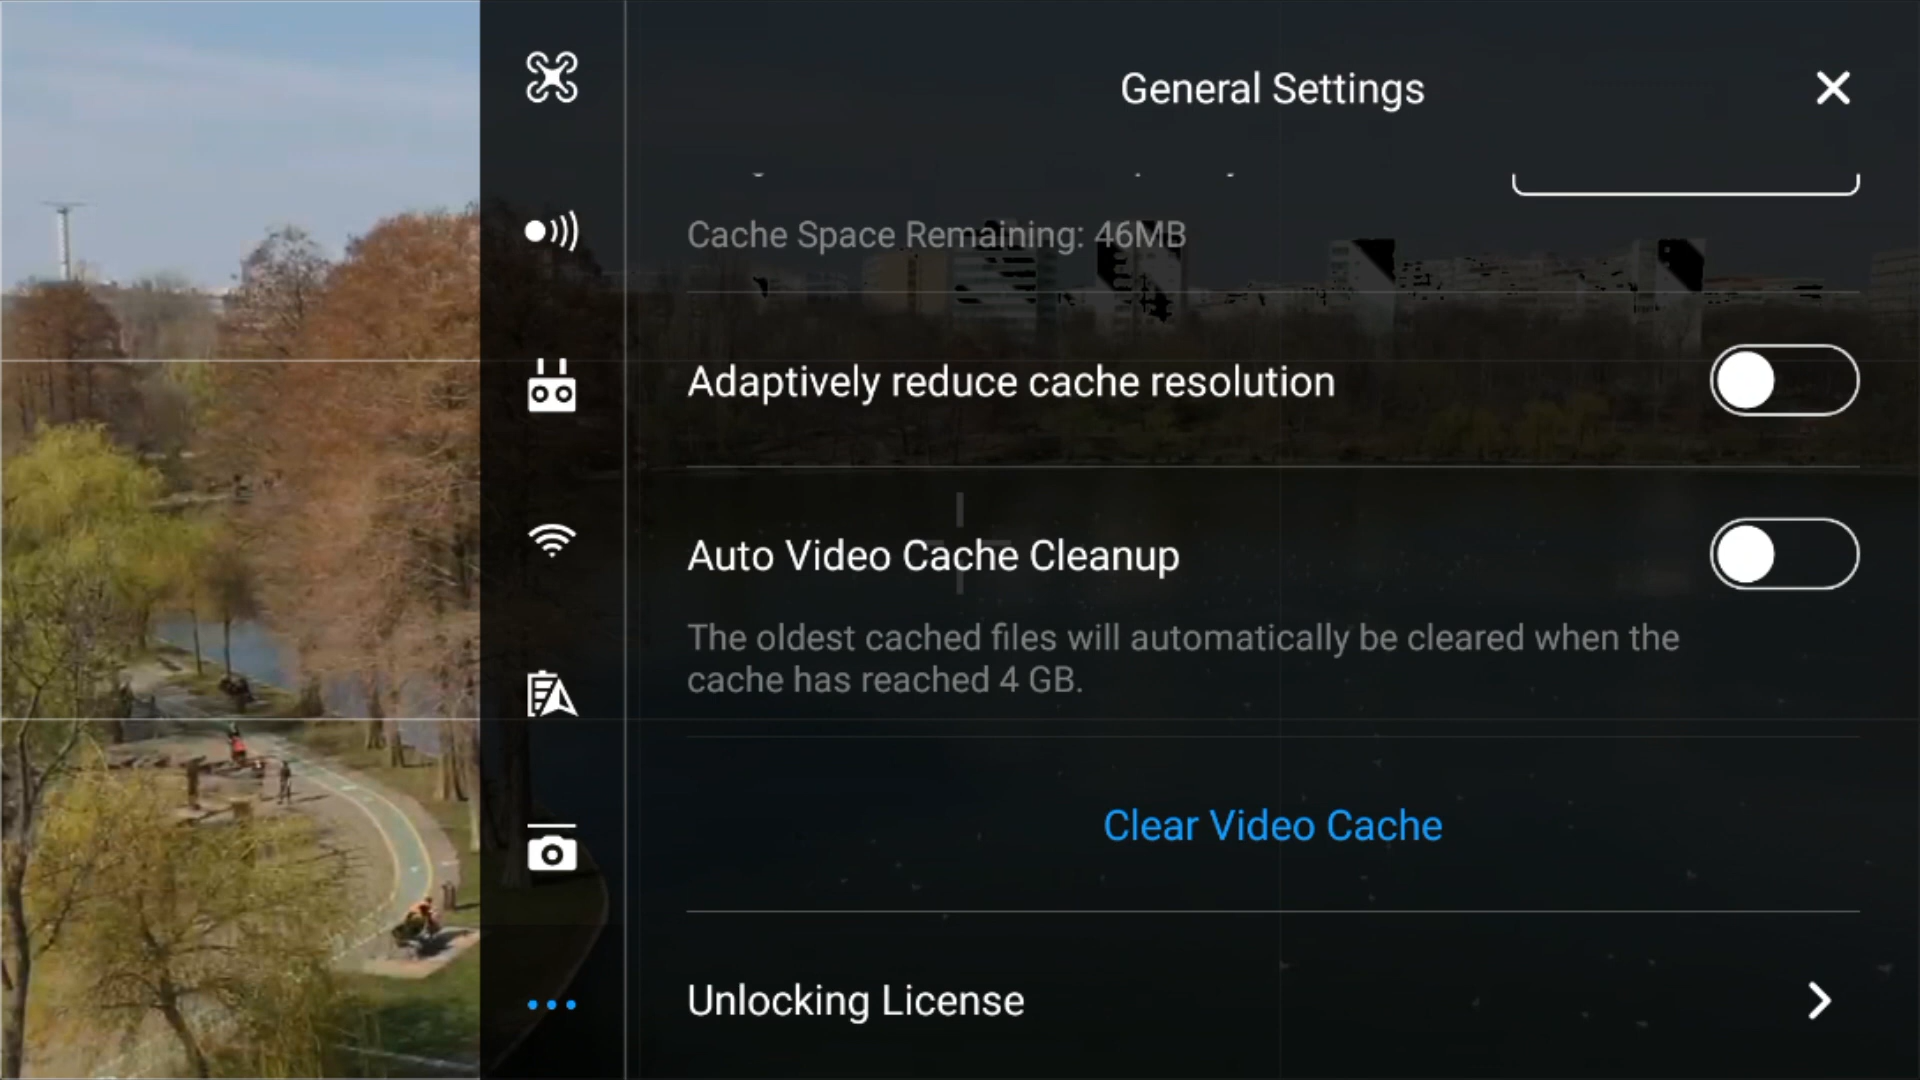 General Settings
Cache Space Remaining: 46MB
Adaptively reduce cache resolution
Auto Video Cache Cleanup
The oldest cached files will automatically be cleared when the
cache has reached 4 GB.
Clear Video Cache
Unlocking License